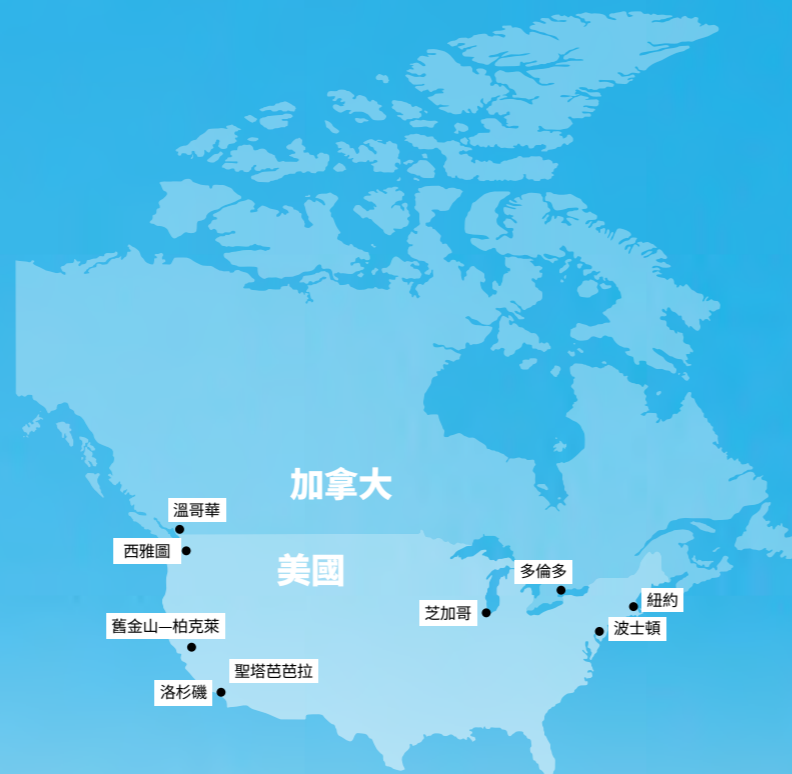 加拿大
溫哥華
西雅圖
美國
多倫多
芝加哥
紐約
波士頓
舊金山—柏克萊
聖塔芭芭拉
洛杉磯